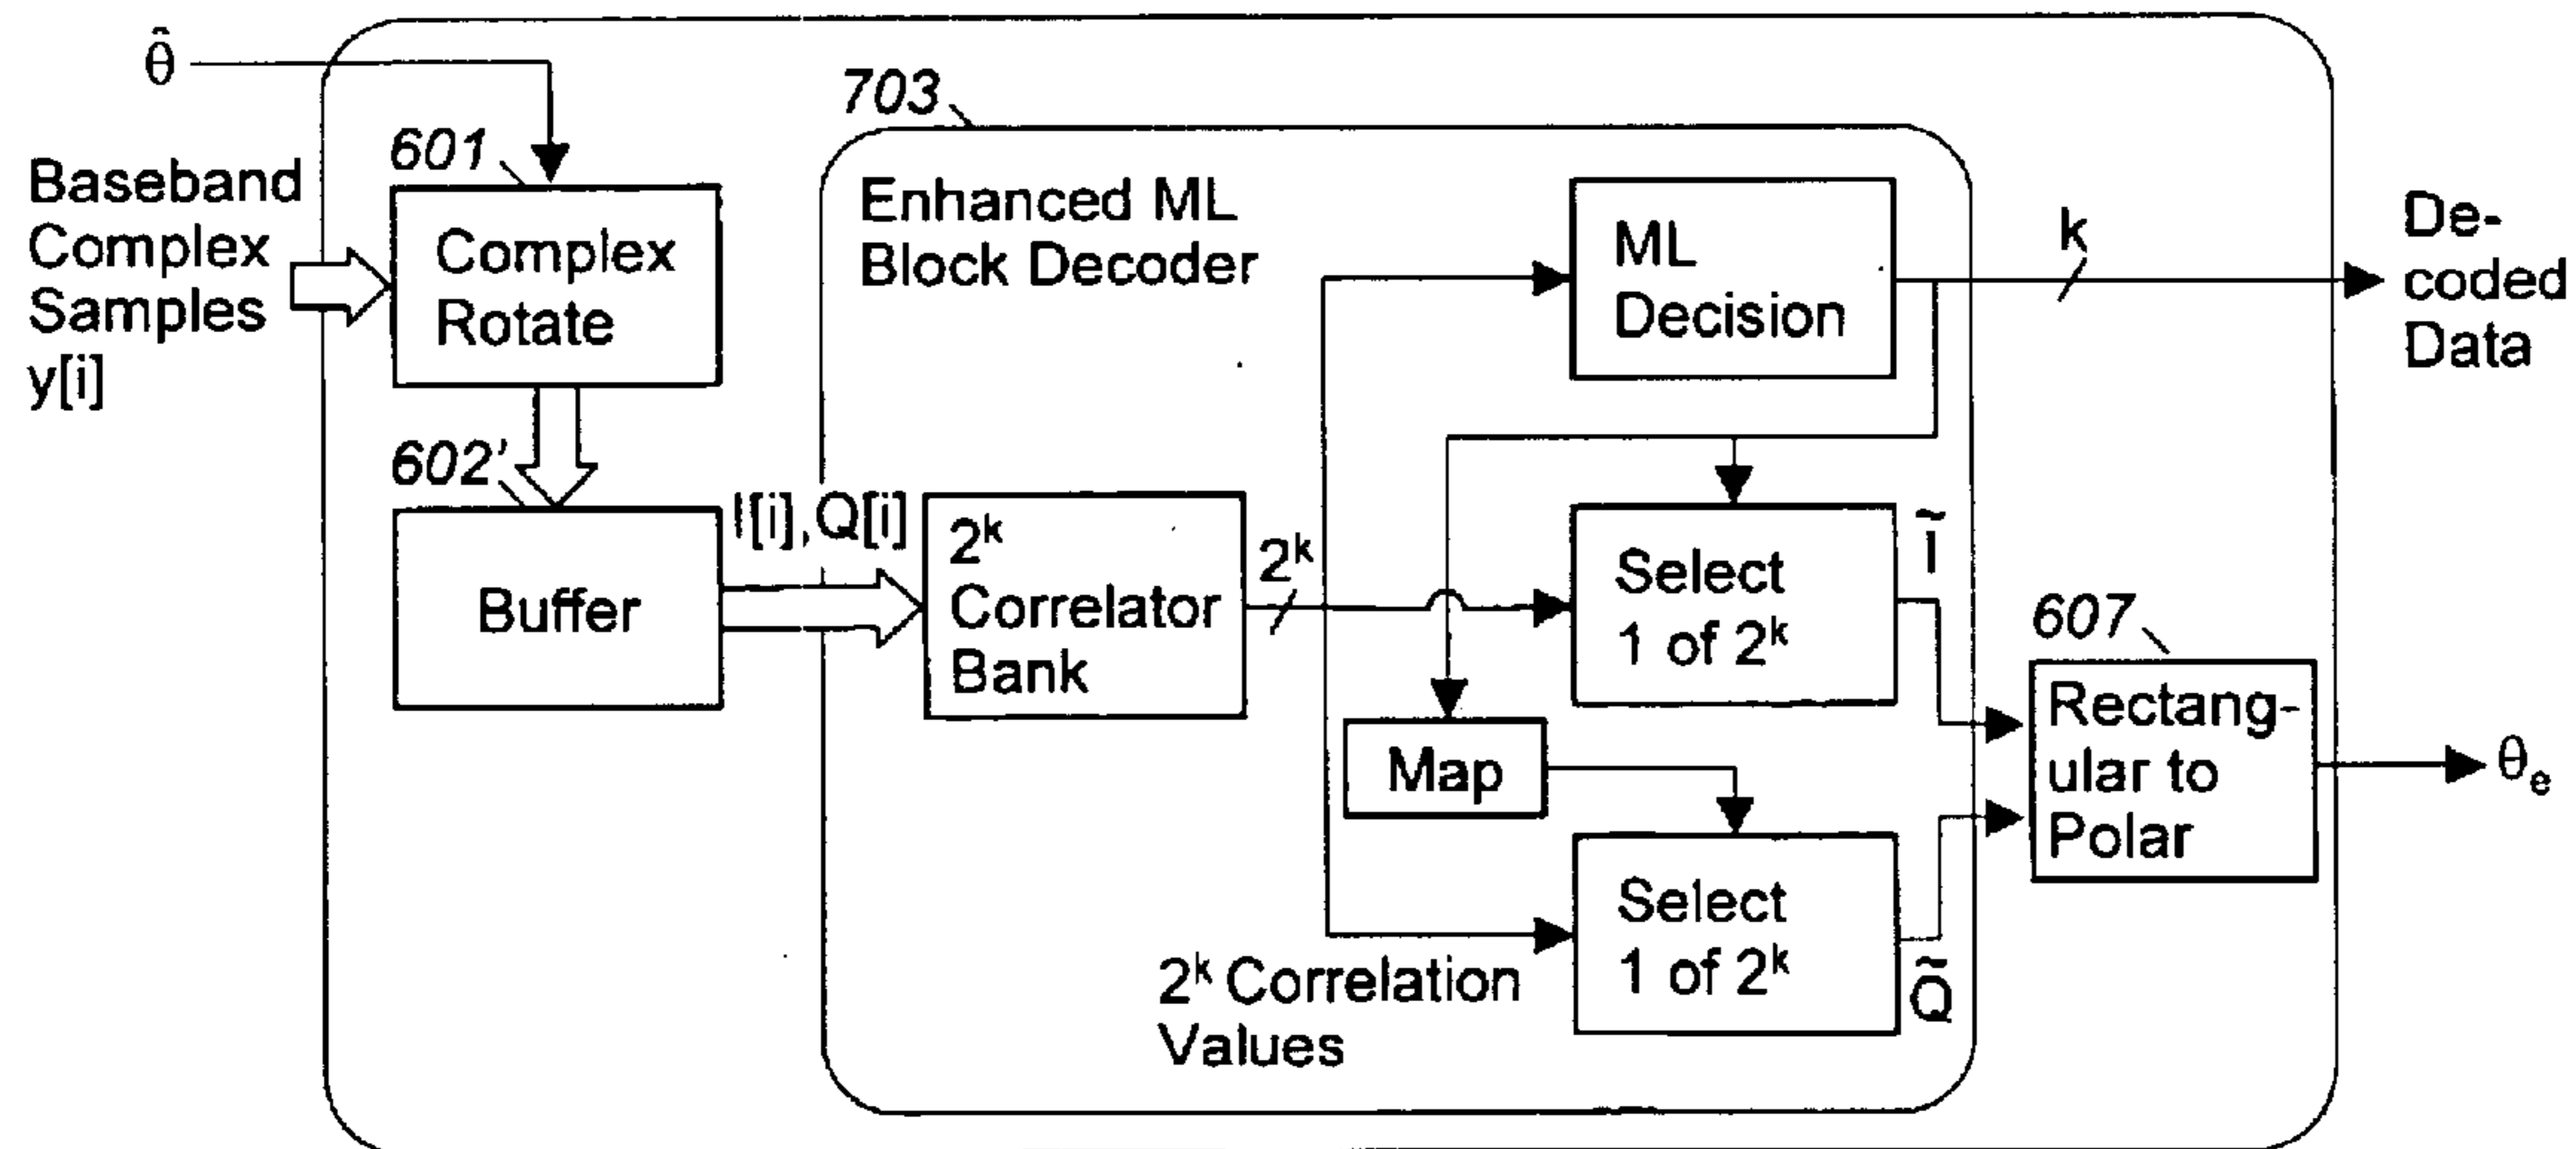 θ̂
703
601
Baseband
Complex
Samples
y[i]
Complex
Rotate
Enhanced ML
Block Decoder
ML
Decision
k
De-
coded
Data
602'
Buffer
I[i], Q[i]
2ᵏ
Correlator
Bank
2ᵏ
Select
1 of 2ᵏ
Ĩ
607
Rectang-
ular to
Polar
θₑ
Map
Select
1 of 2ᵏ
Q̃
2ᵏ Correlation
Values